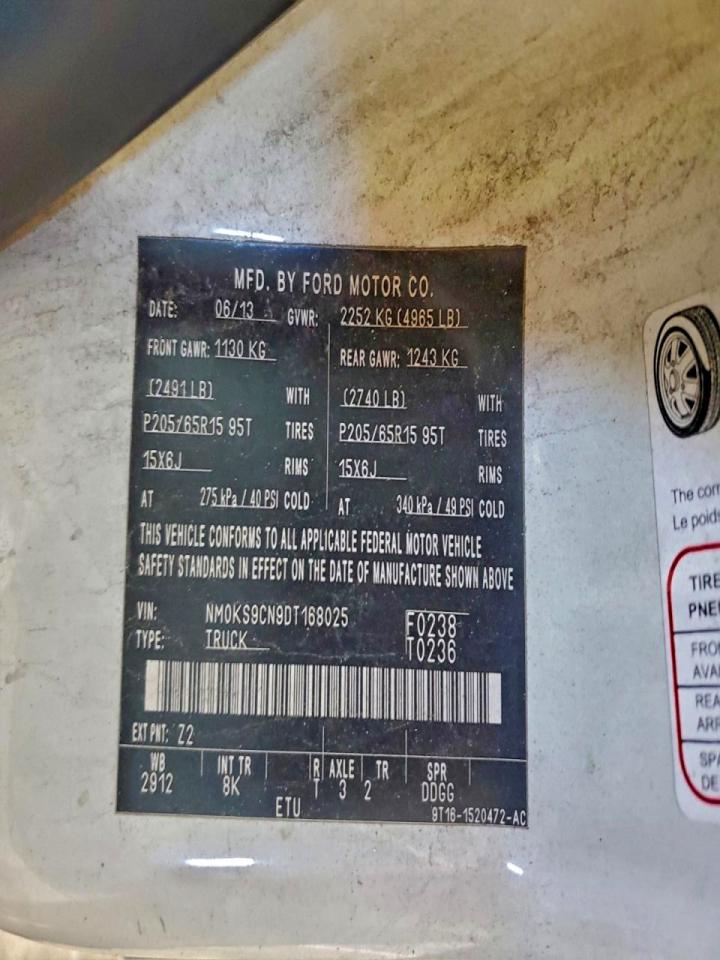 MFD. BY FORD MOTOR CO.
DATE: 06/13 GVWR: 2252 KG (4965 LB)
FRONT GAWR: 1130 KG REAR GAWR: 1243 KG
(2491 LB) WITH (2740 LB) WITH
P205/65R15 95T TIRES P205/65R15 95T TIRES
15X6J RIMS 15X6J RIMS
AT 275 kPa / 40 PSI COLD AT 340 kPa / 49 PSI COLD
THIS VEHICLE CONFORMS TO ALL APPLICABLE FEDERAL MOTOR VEHICLE
SAFETY STANDARDS IN EFFECT ON THE DATE OF MANUFACTURE SHOWN ABOVE
VIN: NM0KS9CN9DT168025 F0238
TYPE: TRUCK T0236
EXT PNT: Z2
WB INT TR R AXLE TR SPR
2912 8K T 3 2 DDGG
ETU 9T16-1520472-AC
The com
Le poids
TIRE
PNE
FRO
AVA
REA
ARR
SPA
DE